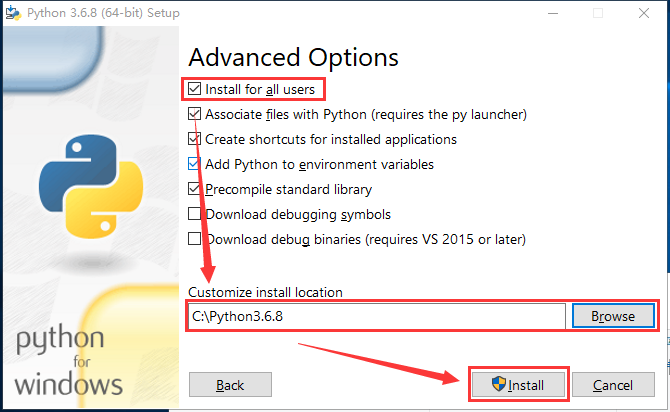 Python 3.6.8 (64-bit) Setup
Advanced Options
Install for all users
Associate files with Python (requires the py launcher)
Create shortcuts for installed applications
Add Python to environment variables
Precompile standard library
Download debugging symbols
Download debug binaries (requires VS 2015 or later)
Customize install location
C:\Python3.6.8
Browse
python
for
windows
Back
Install
Cancel